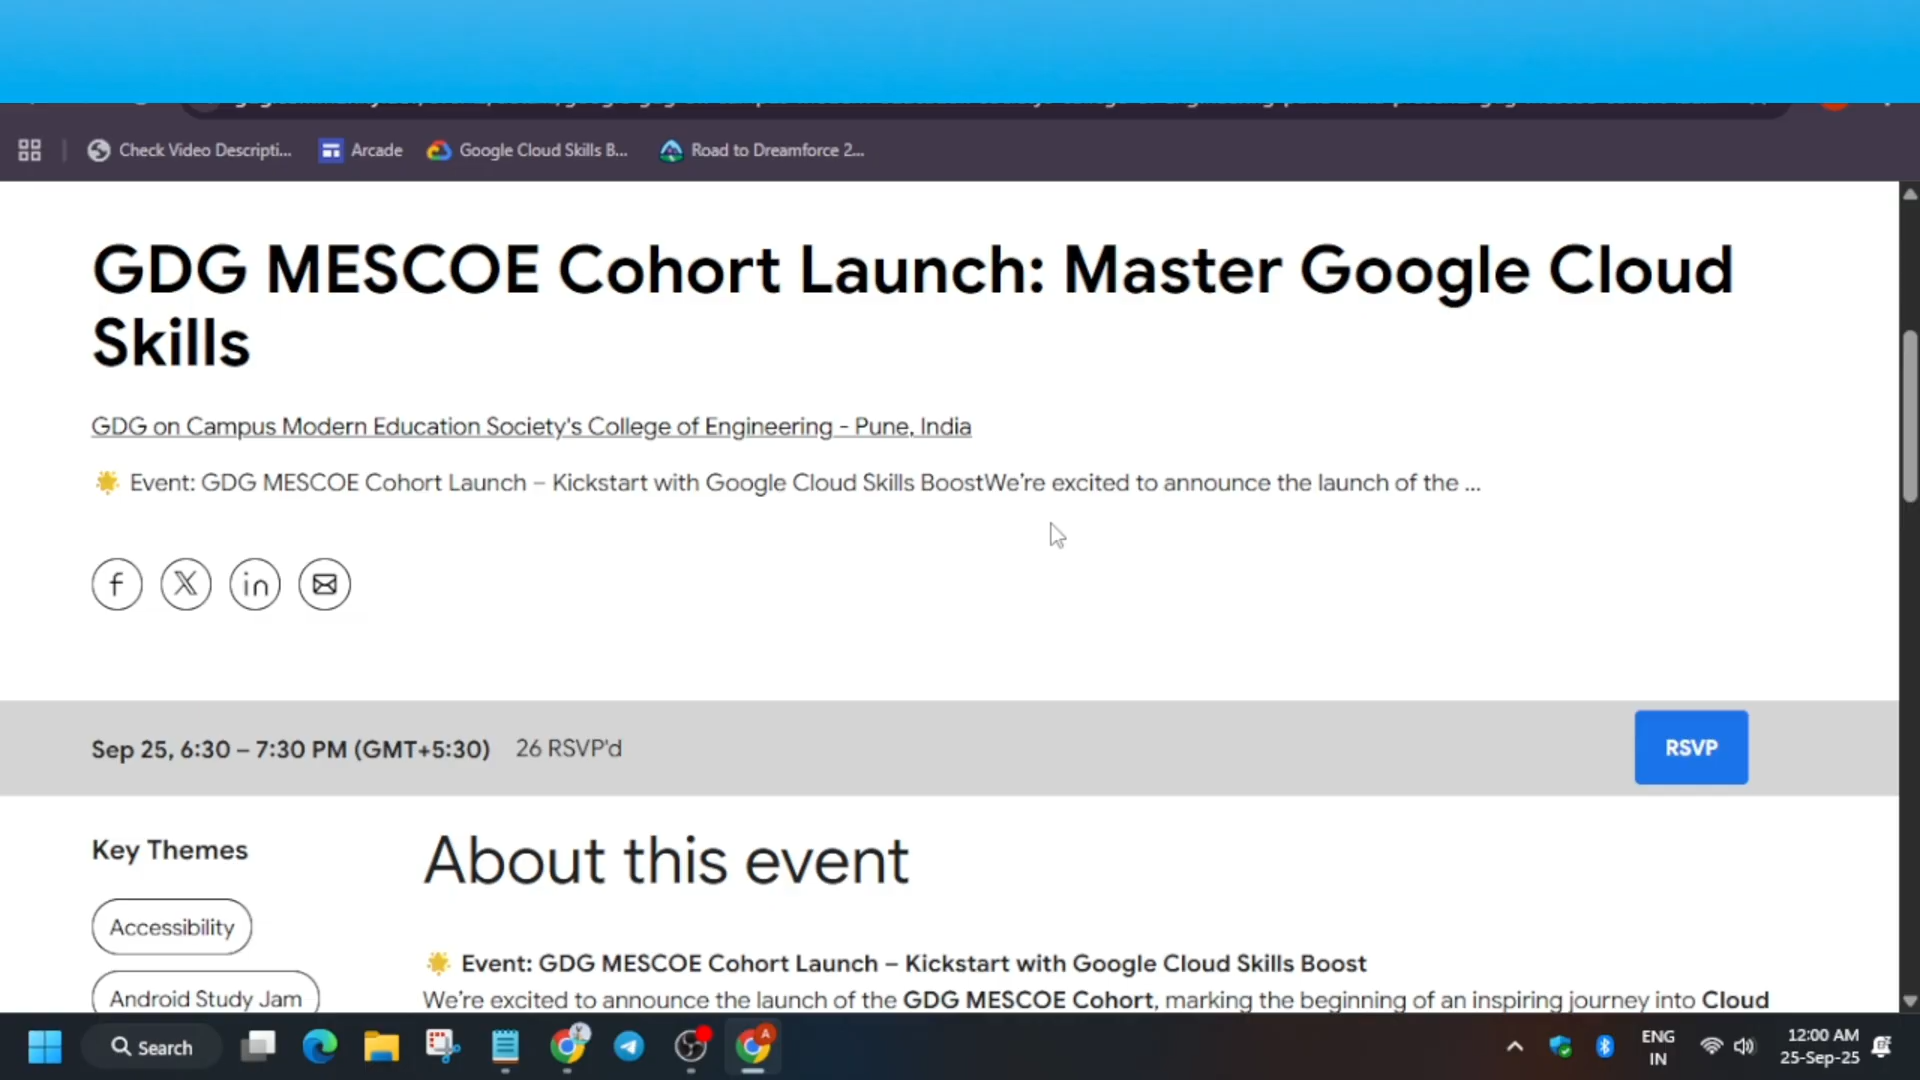 Check Video Descripti...
Arcade
Google Cloud Skills B...
Road to Dreamforce 2...
GDG MESCOE Cohort Launch: Master Google Cloud
Skills
GDG on Campus Modern Education Society's College of Engineering - Pune, India
🌟 Event: GDG MESCOE Cohort Launch – Kickstart with Google Cloud Skills BoostWe're excited to announce the launch of the ...
Sep 25, 6:30 – 7:30 PM (GMT+5:30)
26 RSVP'd
RSVP
Key Themes
About this event
Accessibility
🌟 Event: GDG MESCOE Cohort Launch – Kickstart with Google Cloud Skills Boost
Android Study Jam
We're excited to announce the launch of the GDG MESCOE Cohort, marking the beginning of an inspiring journey into Cloud
Search
ENG
IN
12:00 AM
25-Sep-25